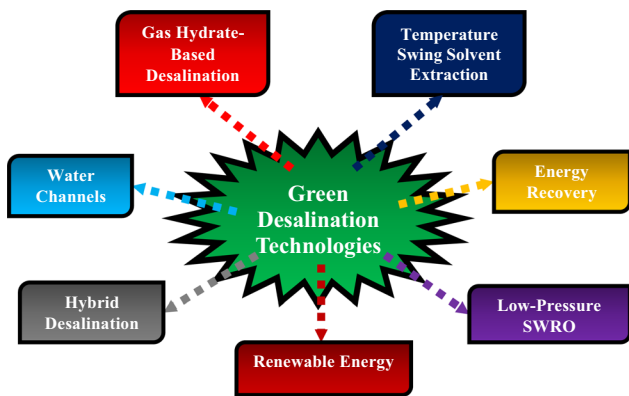 Gas Hydrate-
Based
Desalination
Temperature
Swing Solvent
Extraction
Water
Channels
Green
Desalination
Technologies
Energy
Recovery
Hybrid
Desalination
Low-Pressure
SWRO
Renewable Energy